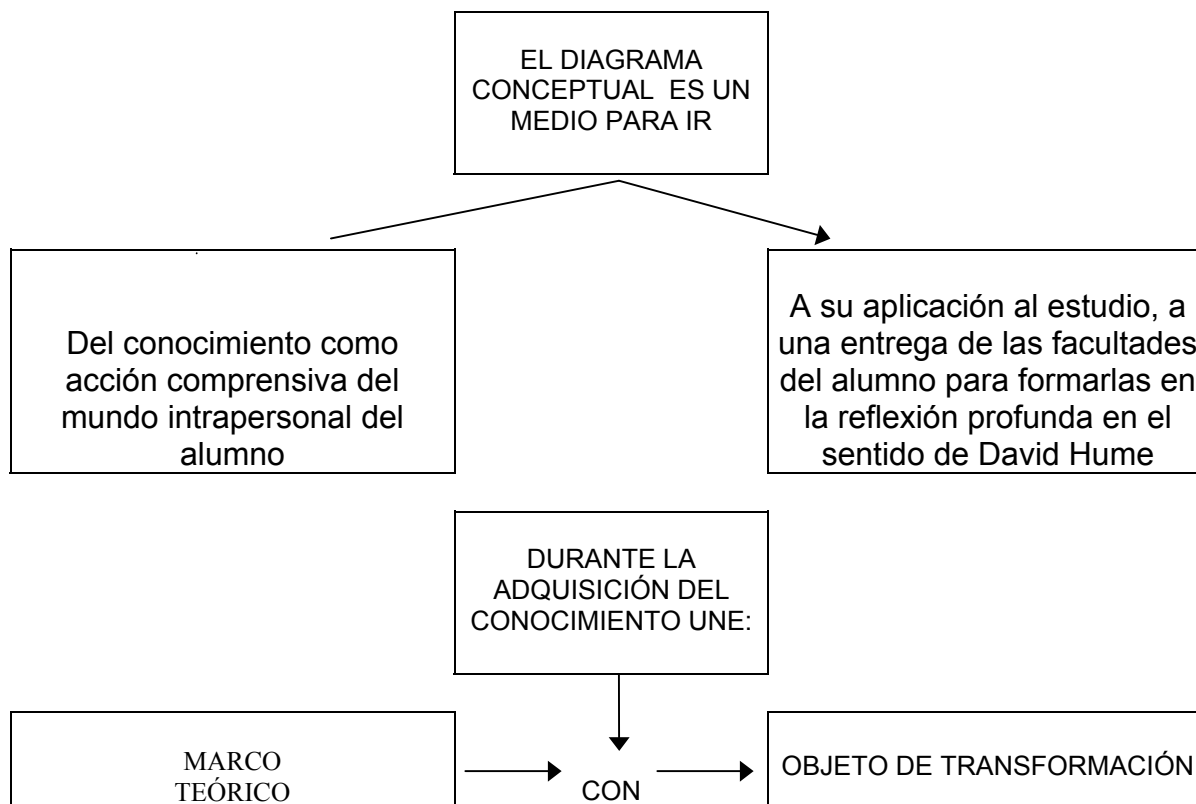 EL DIAGRAMA
CONCEPTUAL ES UN
MEDIO PARA IR
Del conocimiento como
acción comprensiva del
mundo intrapersonal del
alumno
A su aplicación al estudio, a
una entrega de las facultades
del alumno para formarlas en
la reflexión profunda en el
sentido de David Hume
DURANTE LA
ADQUISICIÓN DEL
CONOCIMIENTO UNE:
MARCO
TEÓRICO
CON
OBJETO DE TRANSFORMACIÓN